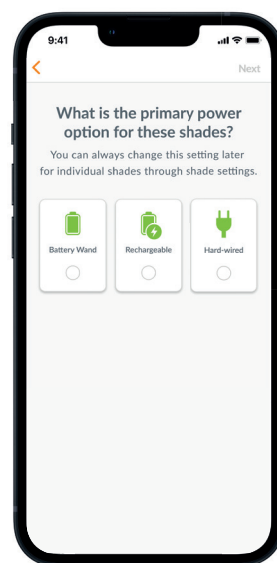 9:41
Next
What is the primary power
option for these shades?
You can always change this setting later
for individual shades through shade settings.
Battery Wand
Rechargeable
Hard-wired